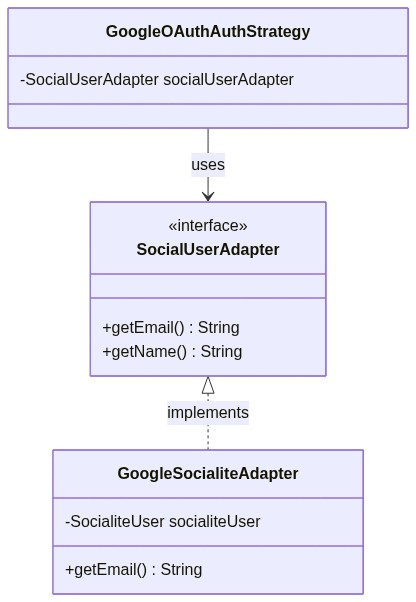 GoogleOAuthAuthStrategy
-SocialUserAdapter socialUserAdapter
uses
«interface»
SocialUserAdapter
+getEmail() : String
+getName() : String
implements
GoogleSocialiteAdapter
-SocialiteUser socialiteUser
+getEmail() : String